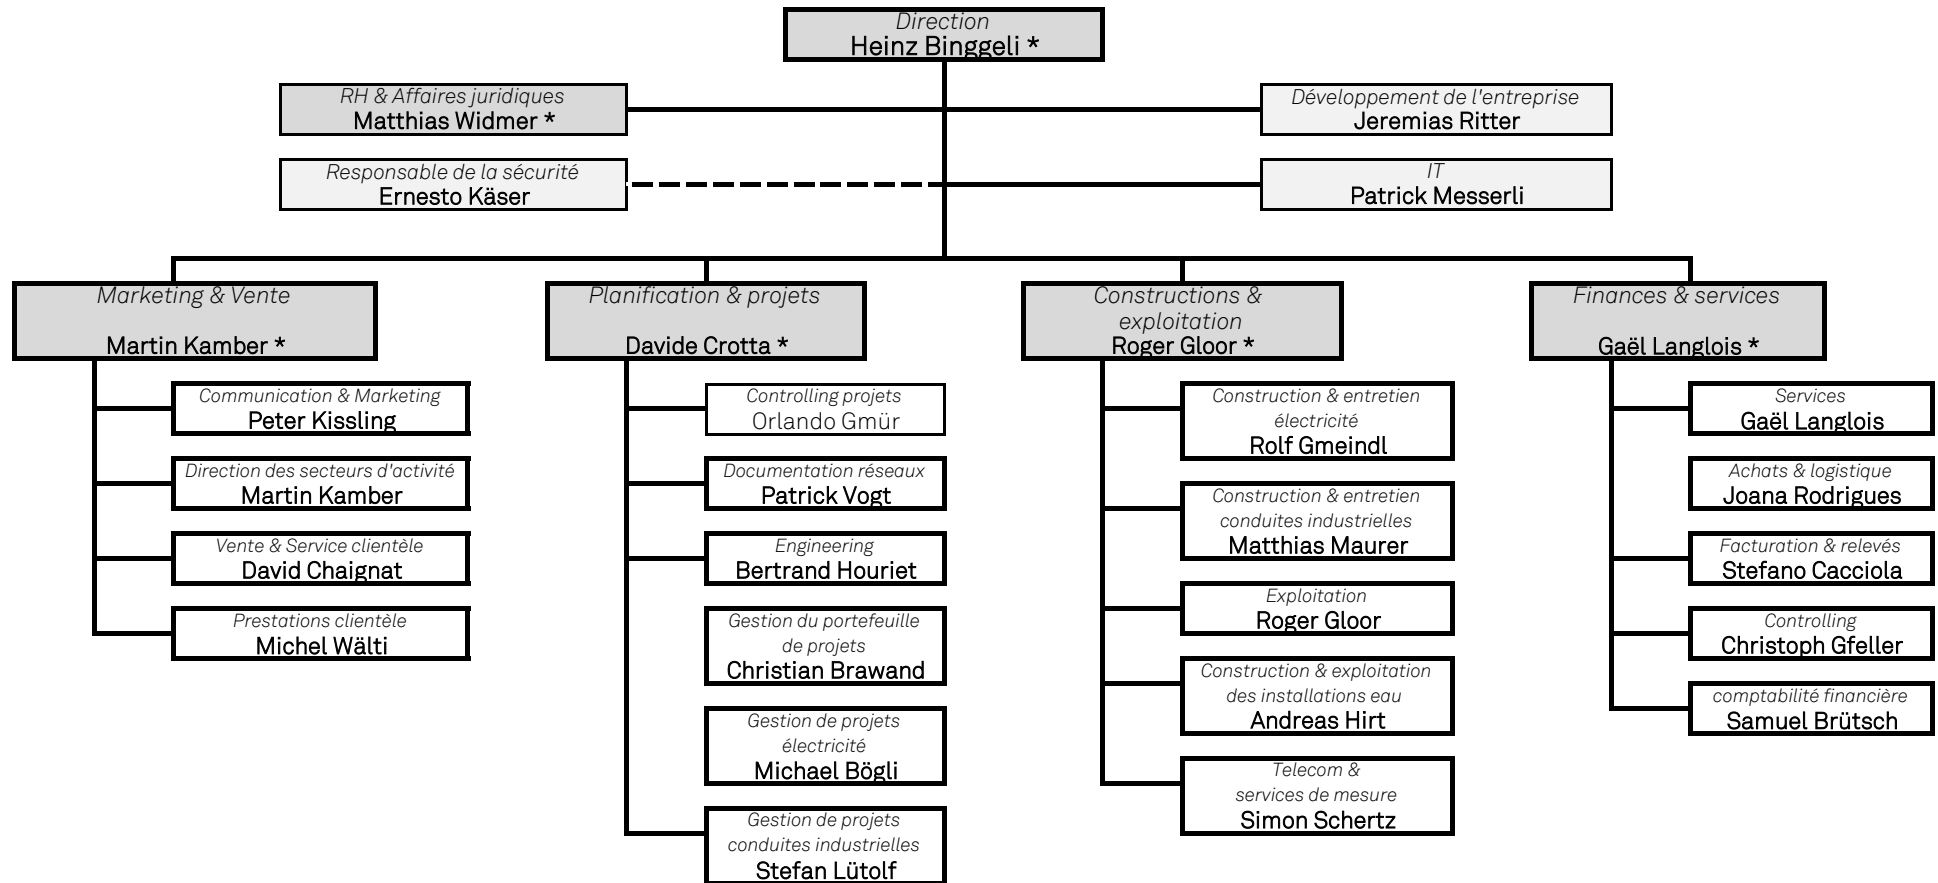 Direction
Heinz Binggeli *
RH & Affaires juridiques
Matthias Widmer *
Développement de l'entreprise
Jeremias Ritter
Responsable de la sécurité
Ernesto Käser
IT
Patrick Messerli
Marketing & Vente
Martin Kamber *
Communication & Marketing
Peter Kissling
Direction des secteurs d'activité
Martin Kamber
Vente & Service clientèle
David Chaignat
Prestations clientèle
Michel Wälti
Planification & projets
Davide Crotta *
Controlling projets
Orlando Gmür
Documentation réseaux
Patrick Vogt
Engineering
Bertrand Houriet
Gestion du portefeuille
de projets
Christian Brawand
Gestion de projets
électricité
Michael Bögli
Gestion de projets
conduites industrielles
Stefan Lütolf
Constructions &
exploitation
Roger Gloor *
Construction & entretien
électricité
Rolf Gmeindl
Construction & entretien
conduites industrielles
Matthias Maurer
Exploitation
Roger Gloor
Construction & exploitation
des installations eau
Andreas Hirt
Telecom &
services de mesure
Simon Schertz
Finances & services
Gaël Langlois *
Services
Gaël Langlois
Achats & logistique
Joana Rodrigues
Facturation & relevés
Stefano Cacciola
Controlling
Christoph Gfeller
comptabilité financière
Samuel Brütsch